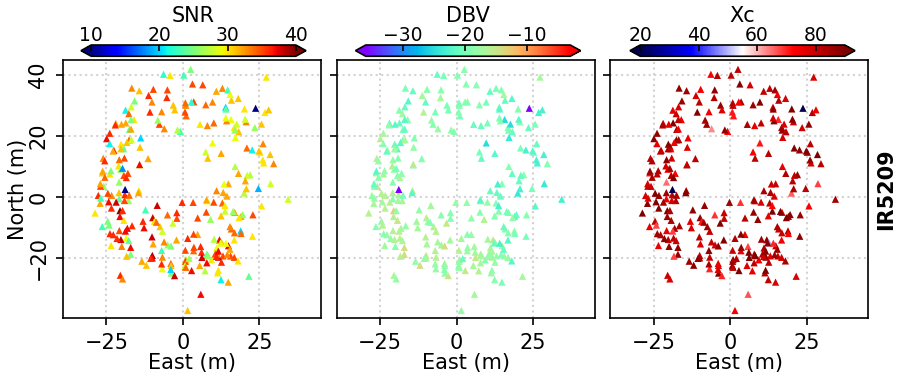 SNR DBV Xc
10 20 30 40 −30 −20 −10 20 40 60 80
40
20
0
−20
North (m)
IR5209
−25 0 25 −25 0 25 −25 0 25
East (m) East (m) East (m)